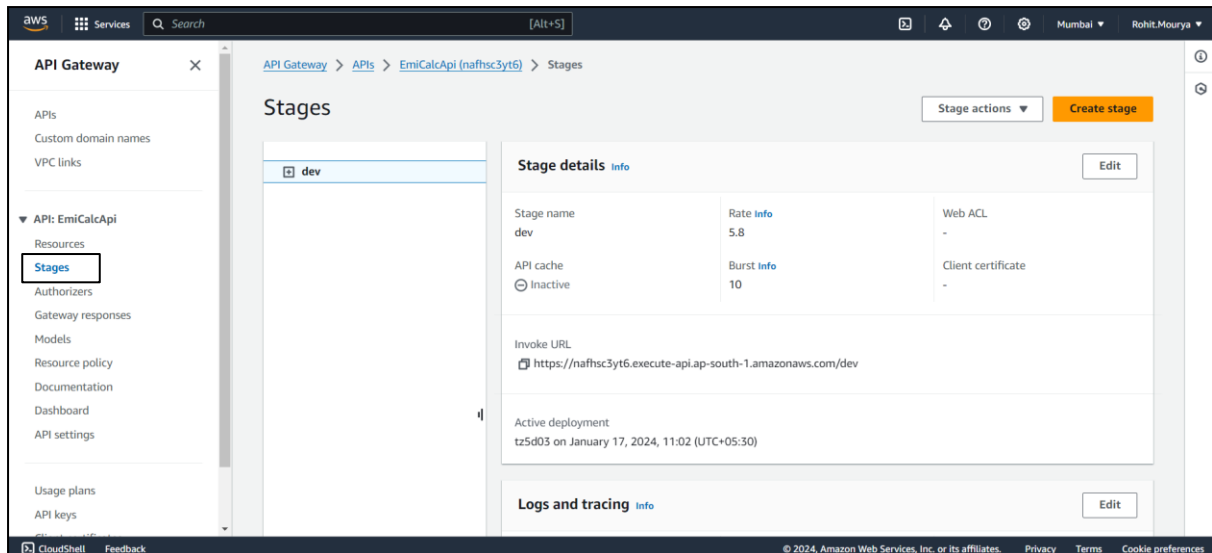 aws
Services
Search
[Alt+S]
Mumbai
Rohit.Mourya
API Gateway
APIs
Custom domain names
VPC links
API: EmiCalcApi
Resources
Stages
Authorizers
Gateway responses
Models
Resource policy
Documentation
Dashboard
API settings
Usage plans
API keys
API Gateway > APIs > EmiCalcApi (nafhsc3yt6) > Stages
Stages
Stage actions
Create stage
dev
Stage details Info
Edit
Stage name
dev
Rate Info
5.8
Web ACL
-
API cache
Inactive
Burst Info
10
Client certificate
-
Invoke URL
https://nafhsc3yt6.execute-api.ap-south-1.amazonaws.com/dev
Active deployment
tz5d03 on January 17, 2024, 11:02 (UTC+05:30)
Logs and tracing Info
Edit
CloudShell
Feedback
© 2024, Amazon Web Services, Inc. or its affiliates.
Privacy
Terms
Cookie preferences